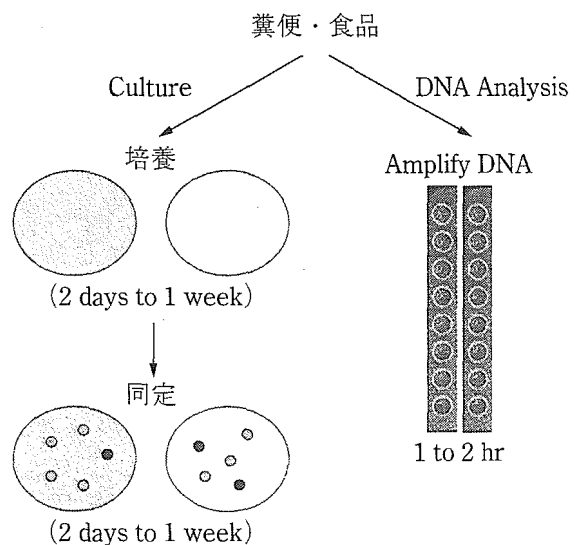 糞便・食品
Culture
DNA Analysis
培養
Amplify DNA
(2 days to 1 week)
同定
1 to 2 hr
(2 days to 1 week)